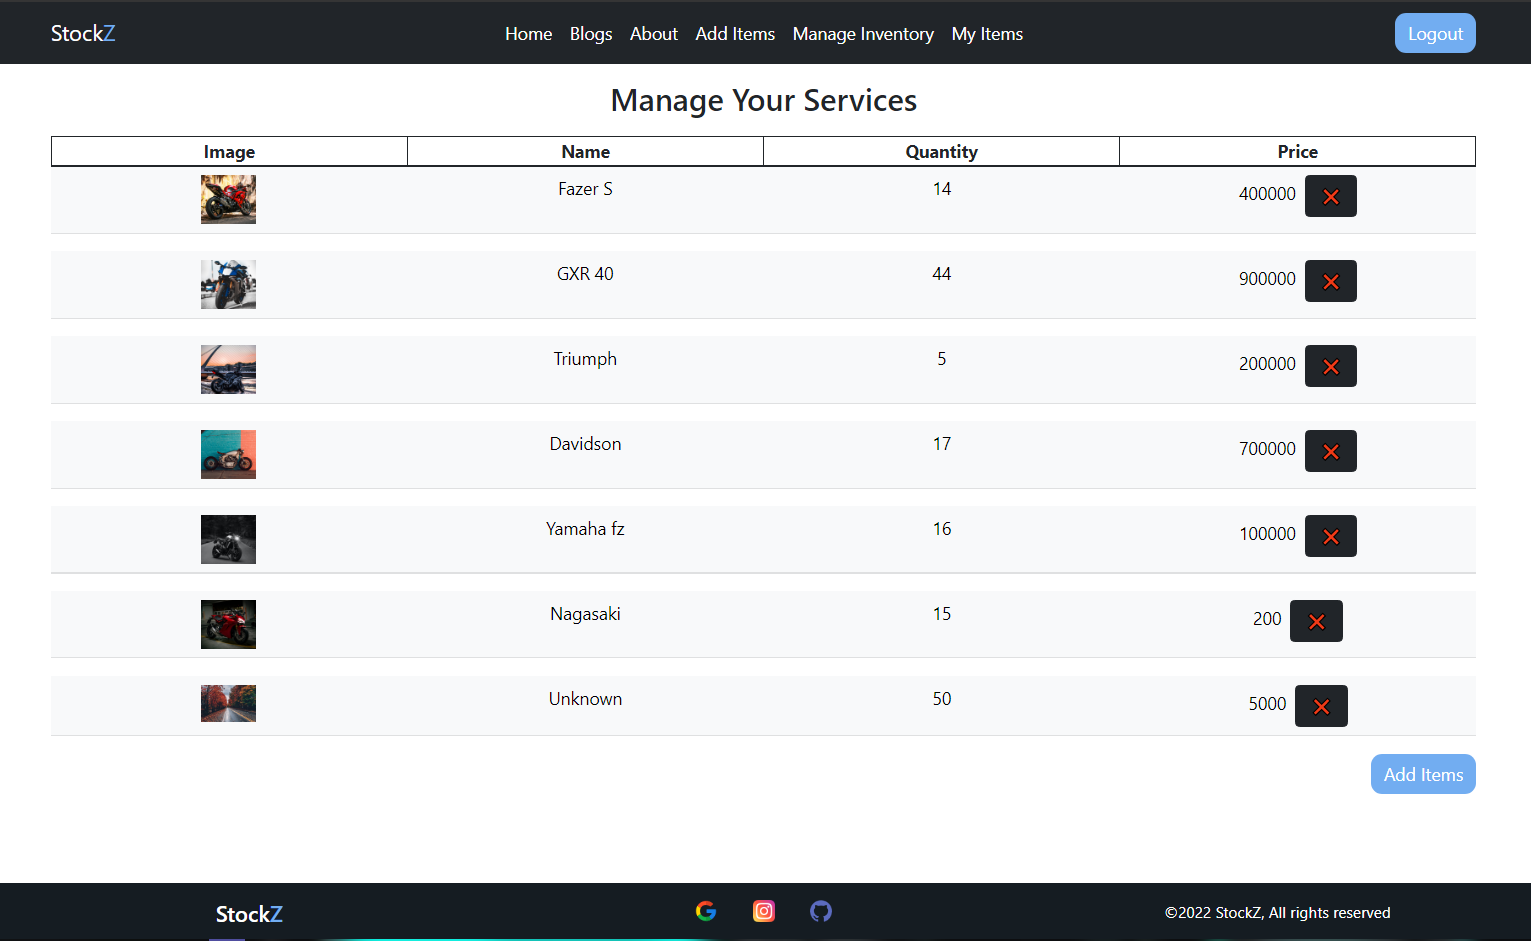 StockZ Home Blogs About Add Items Manage Inventory My Items Logout
Manage Your Services
Image Name Quantity Price
Fazer S 14 400000
GXR 40 44 900000
Triumph 5 200000
Davidson 17 700000
Yamaha fz 16 100000
Nagasaki 15 200
Unknown 50 5000
Add Items
StockZ ©2022 StockZ, All rights reserved